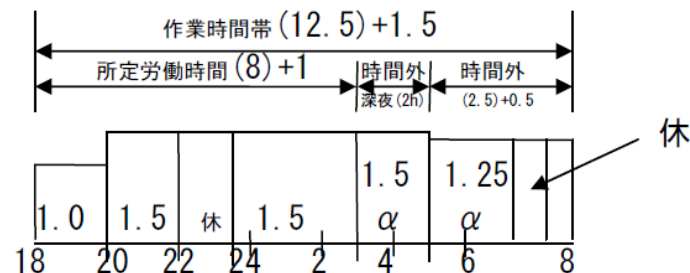 作業時間帯(12.5)+1.5
所定労働時間(8)+1
時間外
深夜(2h)
時間外
(2.5)+0.5
休
1.0
1.5
休
1.5
1.5
α
1.25
α
18 20 22 24 2 4 6 8